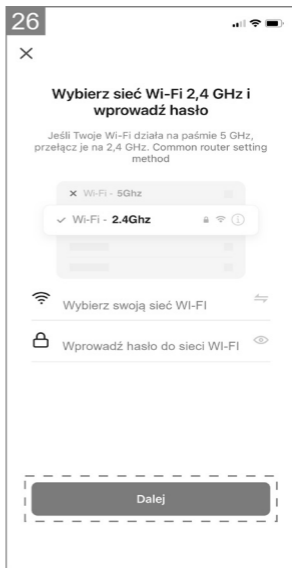 26
Wybierz sieć Wi-Fi 2,4 GHz i
wprowadź hasło
Jeśli Twoje Wi-Fi działa na paśmie 5 GHz,
przełącz je na 2,4 GHz. Common router setting
method
Wi-Fi - 5Ghz
Wi-Fi - 2.4Ghz
Wybierz swoją sieć WI-FI
Wprowadź hasło do sieci WI-FI
Dalej